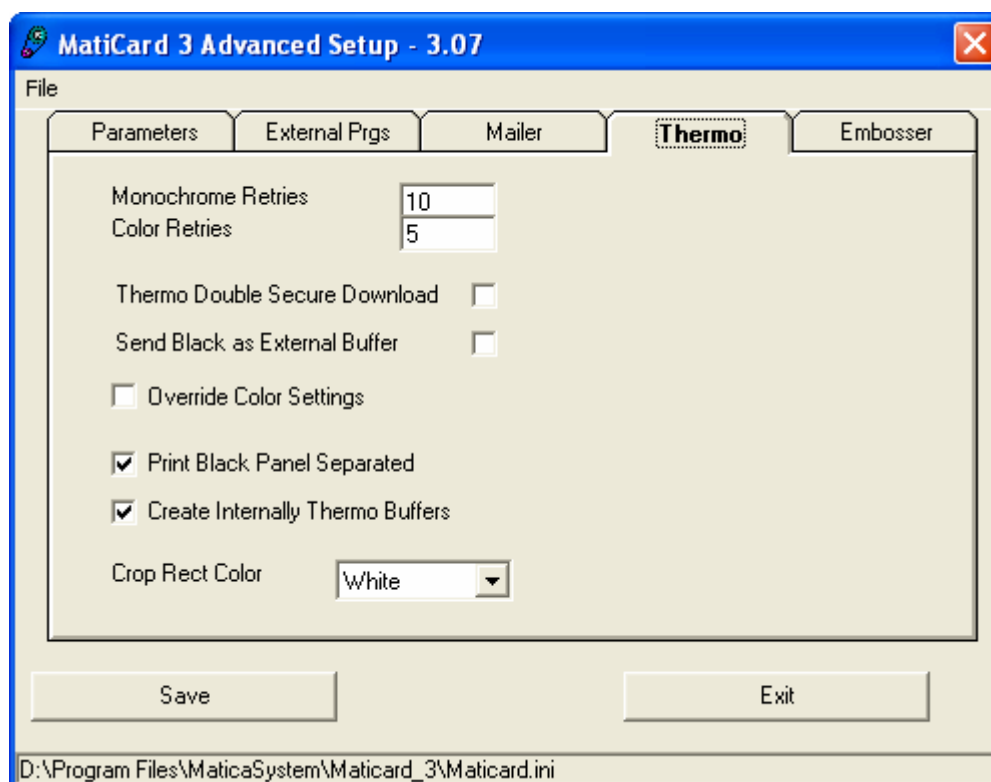 MatiCard 3 Advanced Setup - 3.07
File
Parameters External Prgs Mailer Thermo Embosser
Monochrome Retries 10
Color Retries 5
Thermo Double Secure Download
Send Black as External Buffer
Override Color Settings
Print Black Panel Separated
Create Internally Thermo Buffers
Crop Rect Color White
Save Exit
D:\Program Files\MaticaSystem\Maticard_3\Maticard.ini